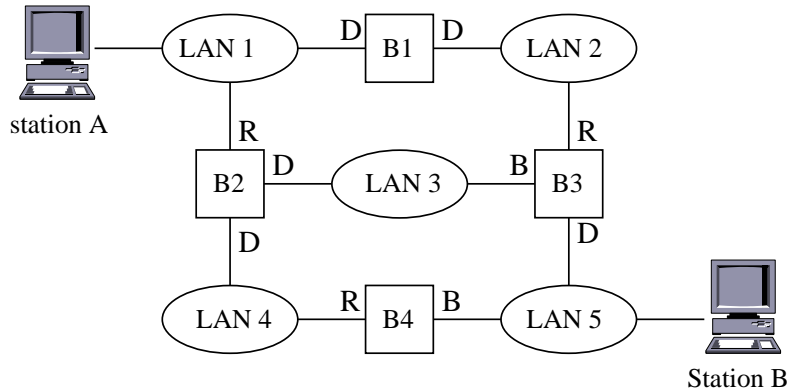 LAN 1
D
B1
D
LAN 2
station A
R
R
B2
D
LAN 3
B
B3
D
D
LAN 4
R
B4
B
LAN 5
Station B